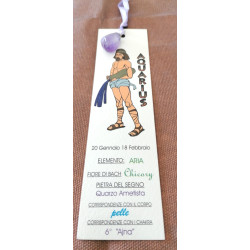 AQUARIUS
20 Gennaio 18 Febbraio
ELEMENTO: ARIA
FIORE DI BACH Chicory
PIETRA DEL SEGNO
Quarzo Ametista
CORRISPONDENZE CON IL CORPO
pelle
CORRISPONDENZE CON I CHAKRA
6° "Ajna"